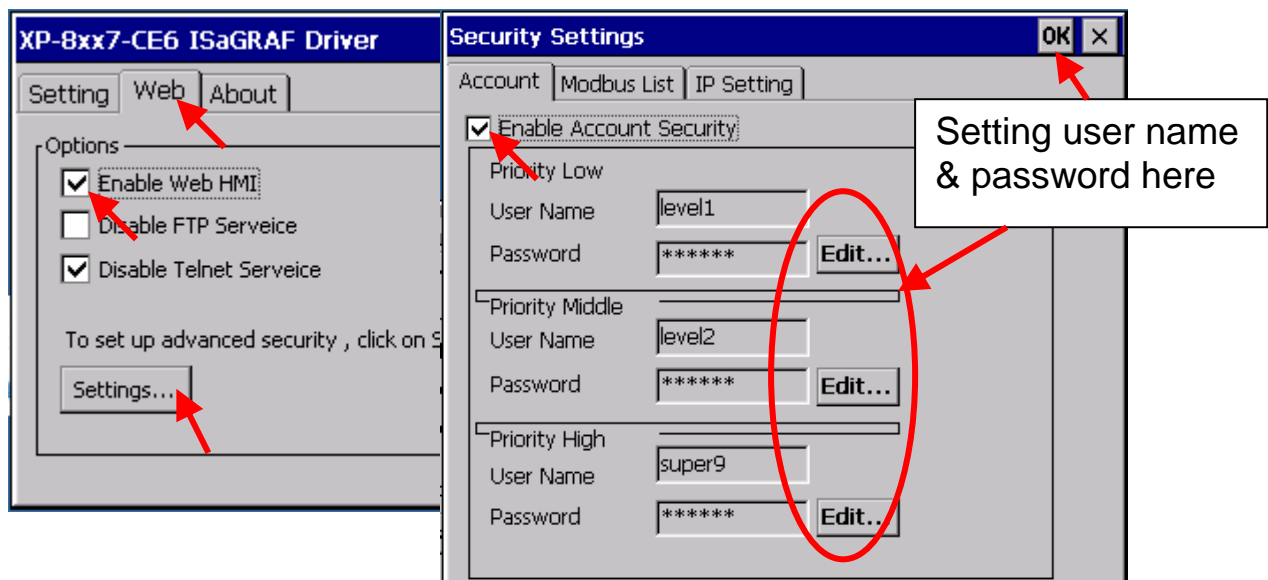 XP-8xx7-CE6 ISaGRAF Driver
Setting Web About
Options
Enable Web HMI
Disable FTP Serveice
Disable Telnet Serveice
To set up advanced security , click on S
Settings...
Security Settings OK
Account Modbus List IP Setting
Enable Account Security
Priority Low
User Name level1
Password ****** Edit...
Priority Middle
User Name level2
Password ****** Edit...
Priority High
User Name super9
Password ****** Edit...
Setting user name
& password here